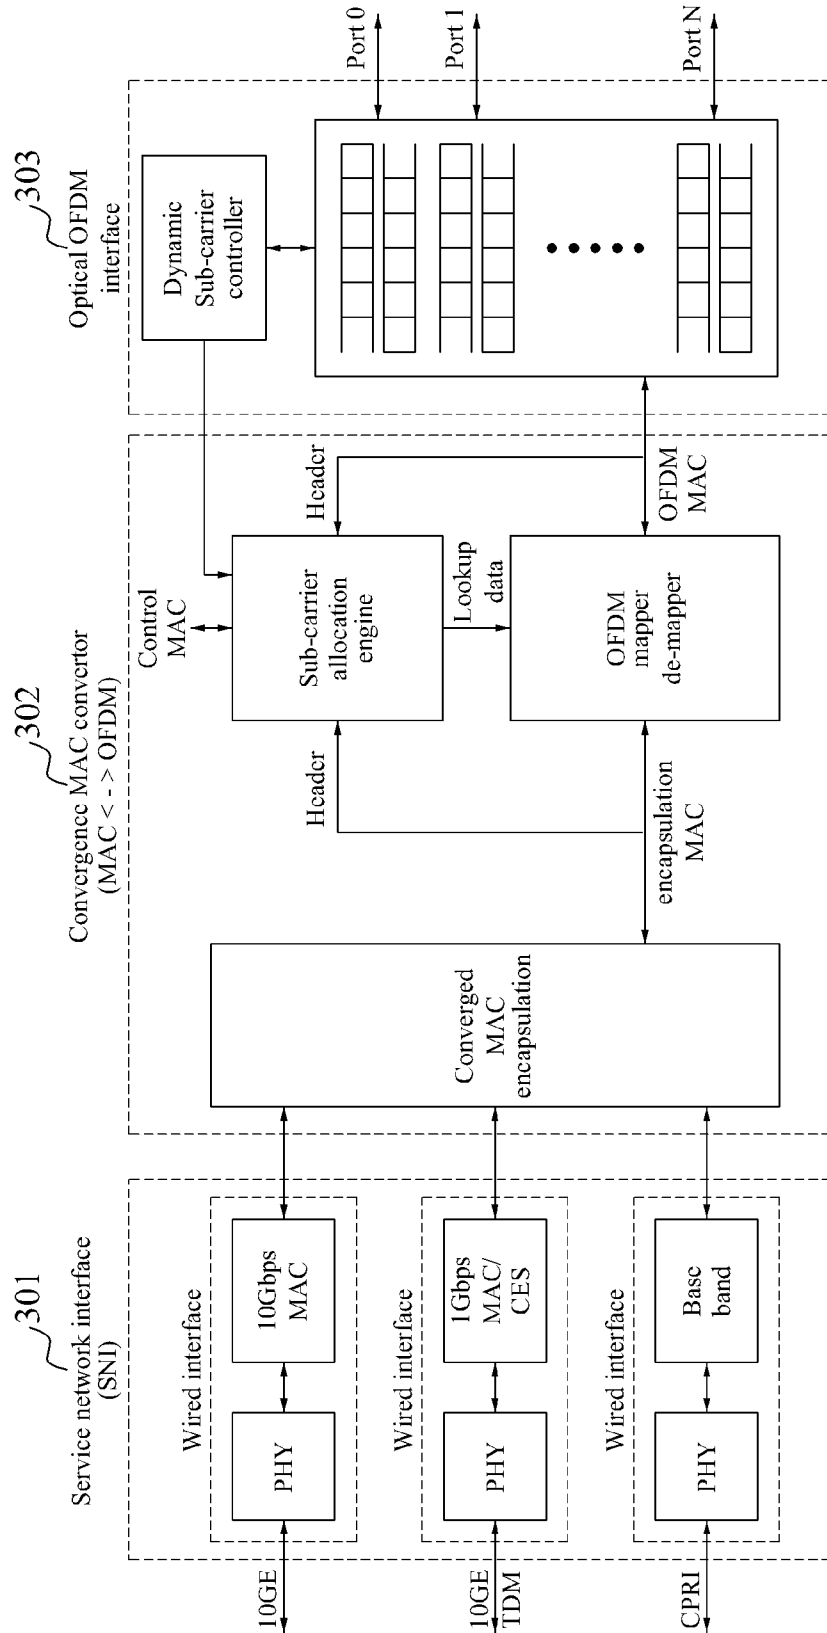 301
Service network interface
(SNI)
Wired interface
10GE
PHY
10Gbps
MAC
Wired interface
10GE
TDM
PHY
1Gbps
MAC/
CES
Wired interface
CPRI
PHY
Base
band
302
Convergence MAC convertor
(MAC < - > OFDM)
Converged
MAC
encapsulation
Header
encapsulation
MAC
Control
MAC
Sub-carrier
allocation
engine
Lookup
data
OFDM
mapper
de-mapper
Header
OFDM
MAC
303
Optical OFDM
interface
Dynamic
Sub-carrier
controller
Port 0
Port 1
Port N